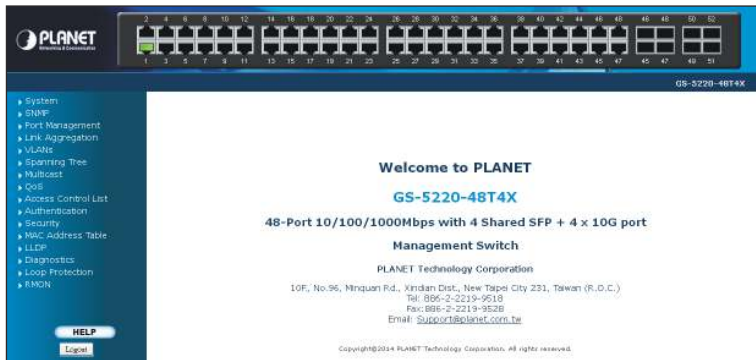 2 4 6 8 10 12 14 16 18 20 22 24 26 28 30 32 34 36 38 40 42 44 46 48 46 48 50 52
PLANET
Networking & Communication
1 3 5 7 9 11 13 15 17 19 21 23 25 27 29 31 33 35 37 39 41 43 45 47 45 47 49 51
GS-5220-48T4X
System
SNMP
Port Management
Link Aggregation
VLANs
Spanning Tree
Multicast
QoS
Access Control List
Authentication
Security
MAC Address Table
LLDP
Diagnostics
Loop Protection
RMON
HELP
Logout
Welcome to PLANET
GS-5220-48T4X
48-Port 10/100/1000Mbps with 4 Shared SFP + 4 x 10G port
Management Switch
PLANET Technology Corporation
10F., No.96, Minquan Rd., Xindian Dist., New Taipei City 231, Taiwan (R.O.C.)
Tel: 886-2-2219-9518
Fax: 886-2-2219-9528
Email: Support@planet.com.tw
Copyright©2014 PLANET Technology Corporation. All rights reserved.